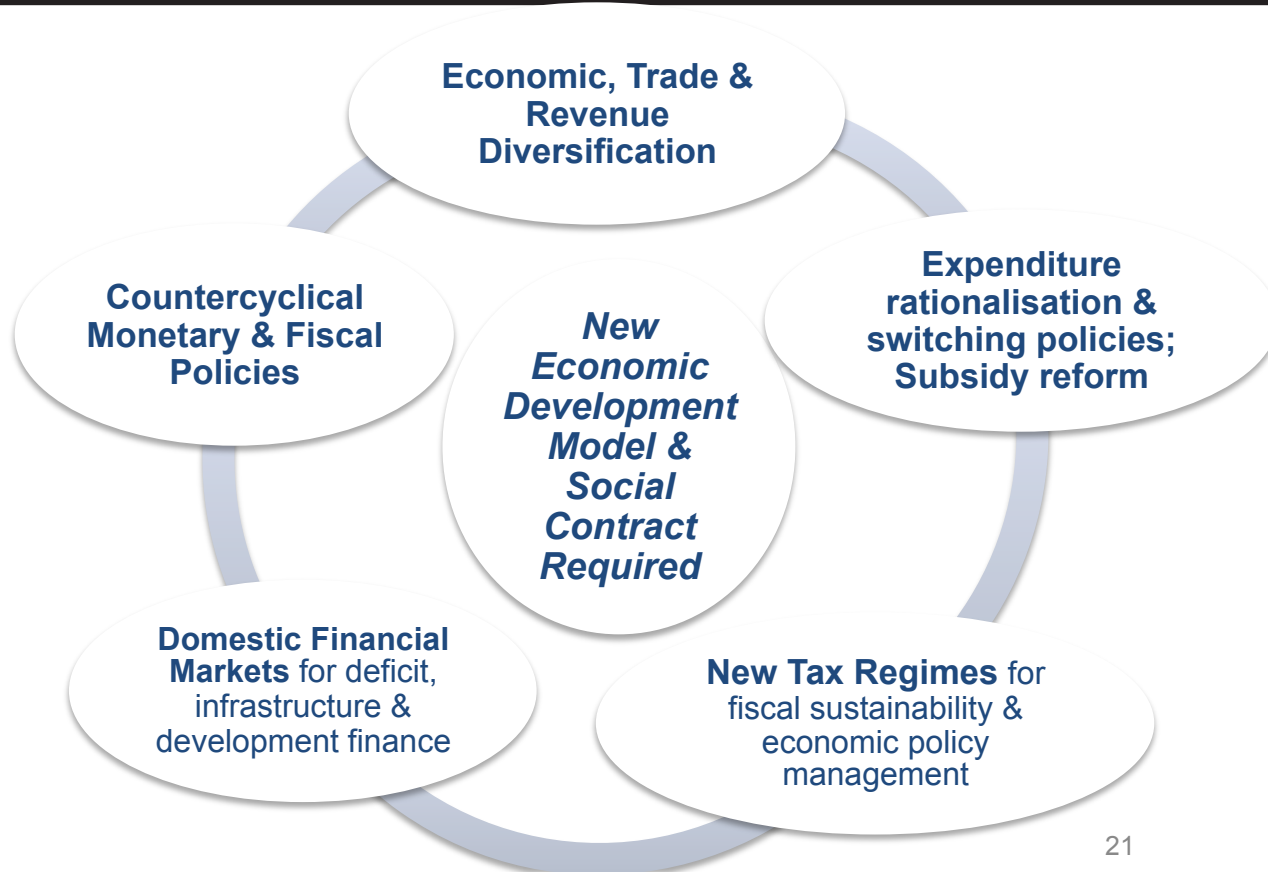 Economic, Trade &
Revenue
Diversification
Expenditure
rationalisation &
switching policies;
Subsidy reform
Countercyclical
Monetary & Fiscal
Policies
New
Economic
Development
Model &
Social
Contract
Required
Domestic Financial
Markets for deficit,
infrastructure &
development finance
New Tax Regimes for
fiscal sustainability &
economic policy
management
21